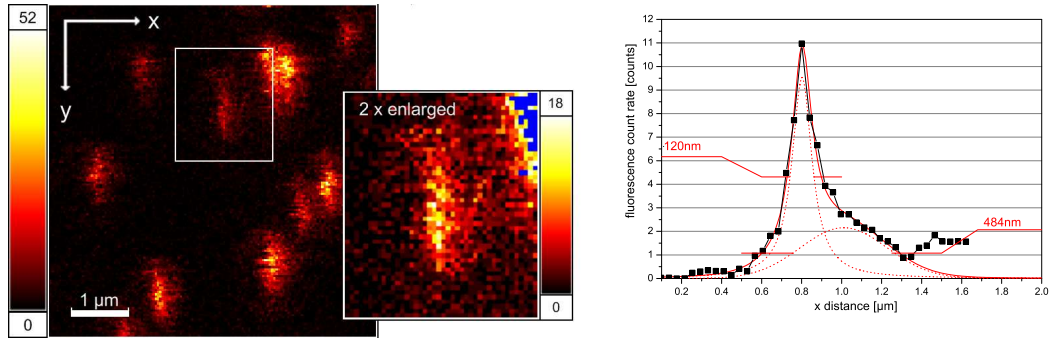 52
x
y
1 µm
0
2 x enlarged
18
0
fluorescence count rate [counts]
12
11
10
9
8
7
6
5
4
3
2
1
0
120nm
484nm
0.2 0.4 0.6 0.8 1.0 1.2 1.4 1.6 1.8 2.0
x distance [µm]